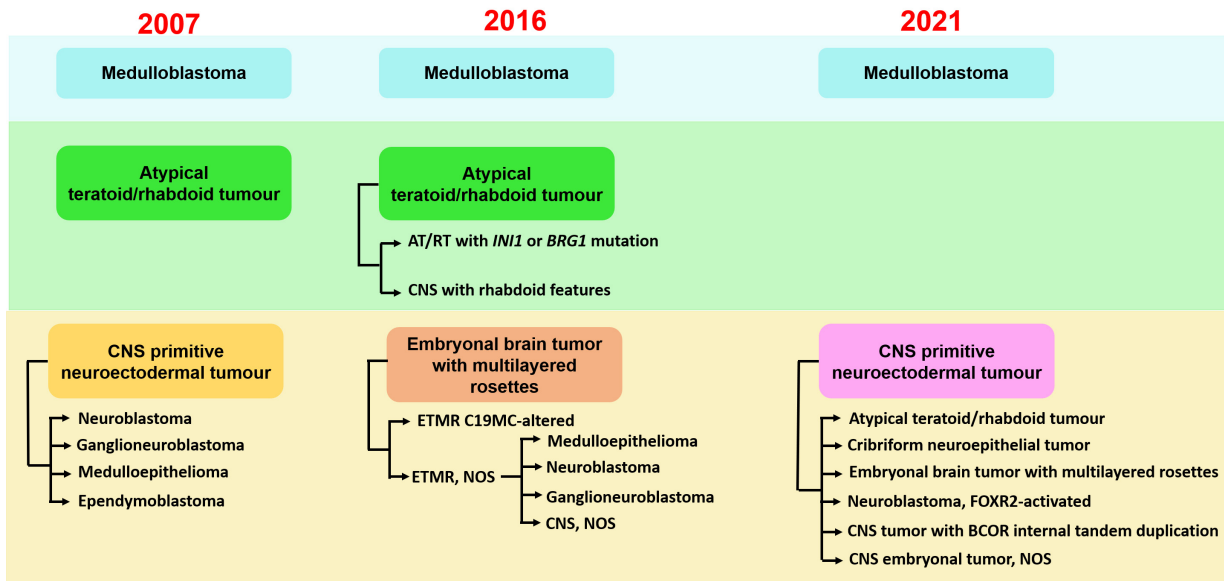 2007
2016
2021
Medulloblastoma
Medulloblastoma
Medulloblastoma
Atypical
teratoid/rhabdoid tumour
Atypical
teratoid/rhabdoid tumour
AT/RT with INI1 or BRG1 mutation
CNS with rhabdoid features
CNS primitive
neuroectodermal tumour
Neuroblastoma
Ganglioneuroblastoma
Medulloepithelioma
Ependymoblastoma
Embryonal brain tumor
with multilayered
rosettes
ETMR C19MC-altered
ETMR, NOS
Medulloepithelioma
Neuroblastoma
Ganglioneuroblastoma
CNS, NOS
CNS primitive
neuroectodermal tumour
Atypical teratoid/rhabdoid tumour
Cribriform neuroepithelial tumor
Embryonal brain tumor with multilayered rosettes
Neuroblastoma, FOXR2-activated
CNS tumor with BCOR internal tandem duplication
CNS embryonal tumor, NOS